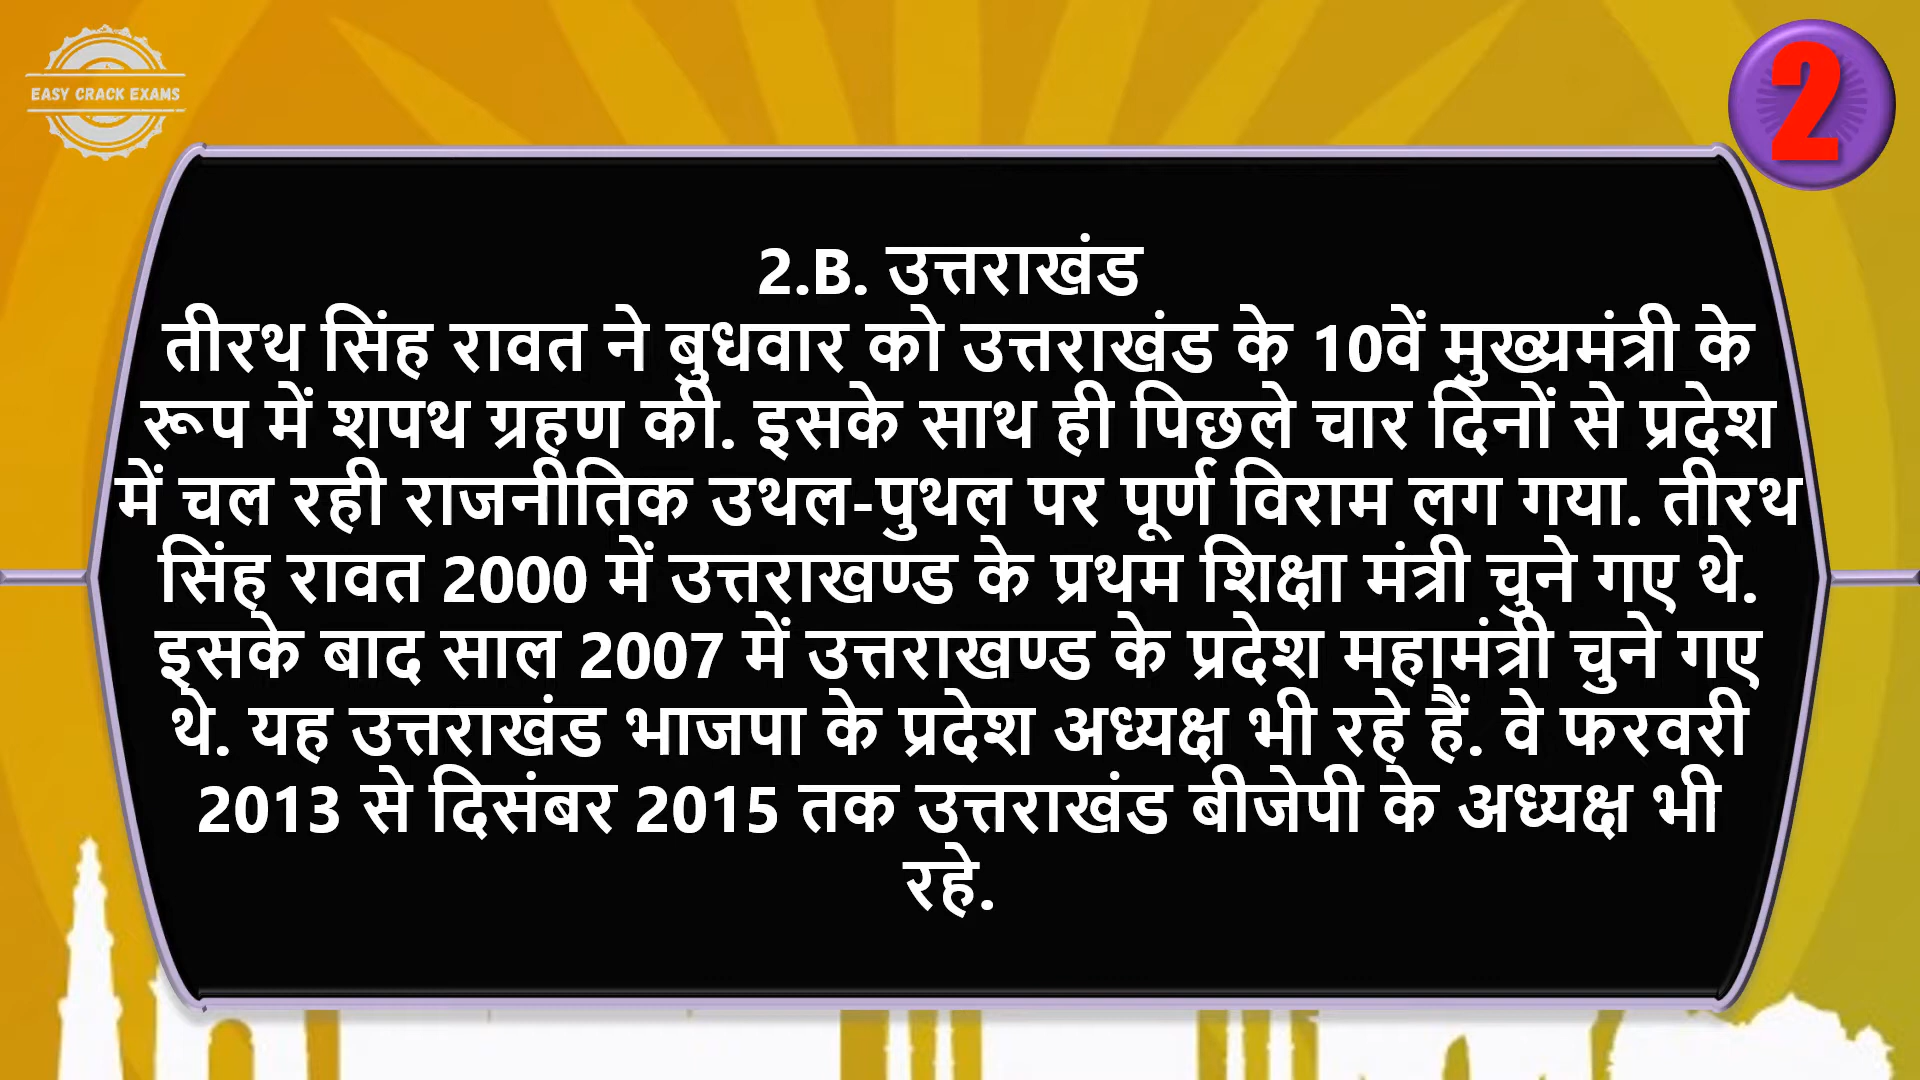 EASY CRACK EXAMS
2
2.B. उत्तराखंड
तीरथ सिंह रावत ने बुधवार को उत्तराखंड के 10वें मुख्यमंत्री के
रूप में शपथ ग्रहण की. इसके साथ ही पिछले चार दिनों से प्रदेश
में चल रही राजनीतिक उथल-पुथल पर पूर्ण विराम लग गया. तीरथ
सिंह रावत 2000 में उत्तराखण्ड के प्रथम शिक्षा मंत्री चुने गए थे.
इसके बाद साल 2007 में उत्तराखण्ड के प्रदेश महामंत्री चुने गए
थे. यह उत्तराखंड भाजपा के प्रदेश अध्यक्ष भी रहे हैं. वे फरवरी
2013 से दिसंबर 2015 तक उत्तराखंड बीजेपी के अध्यक्ष भी
रहे.